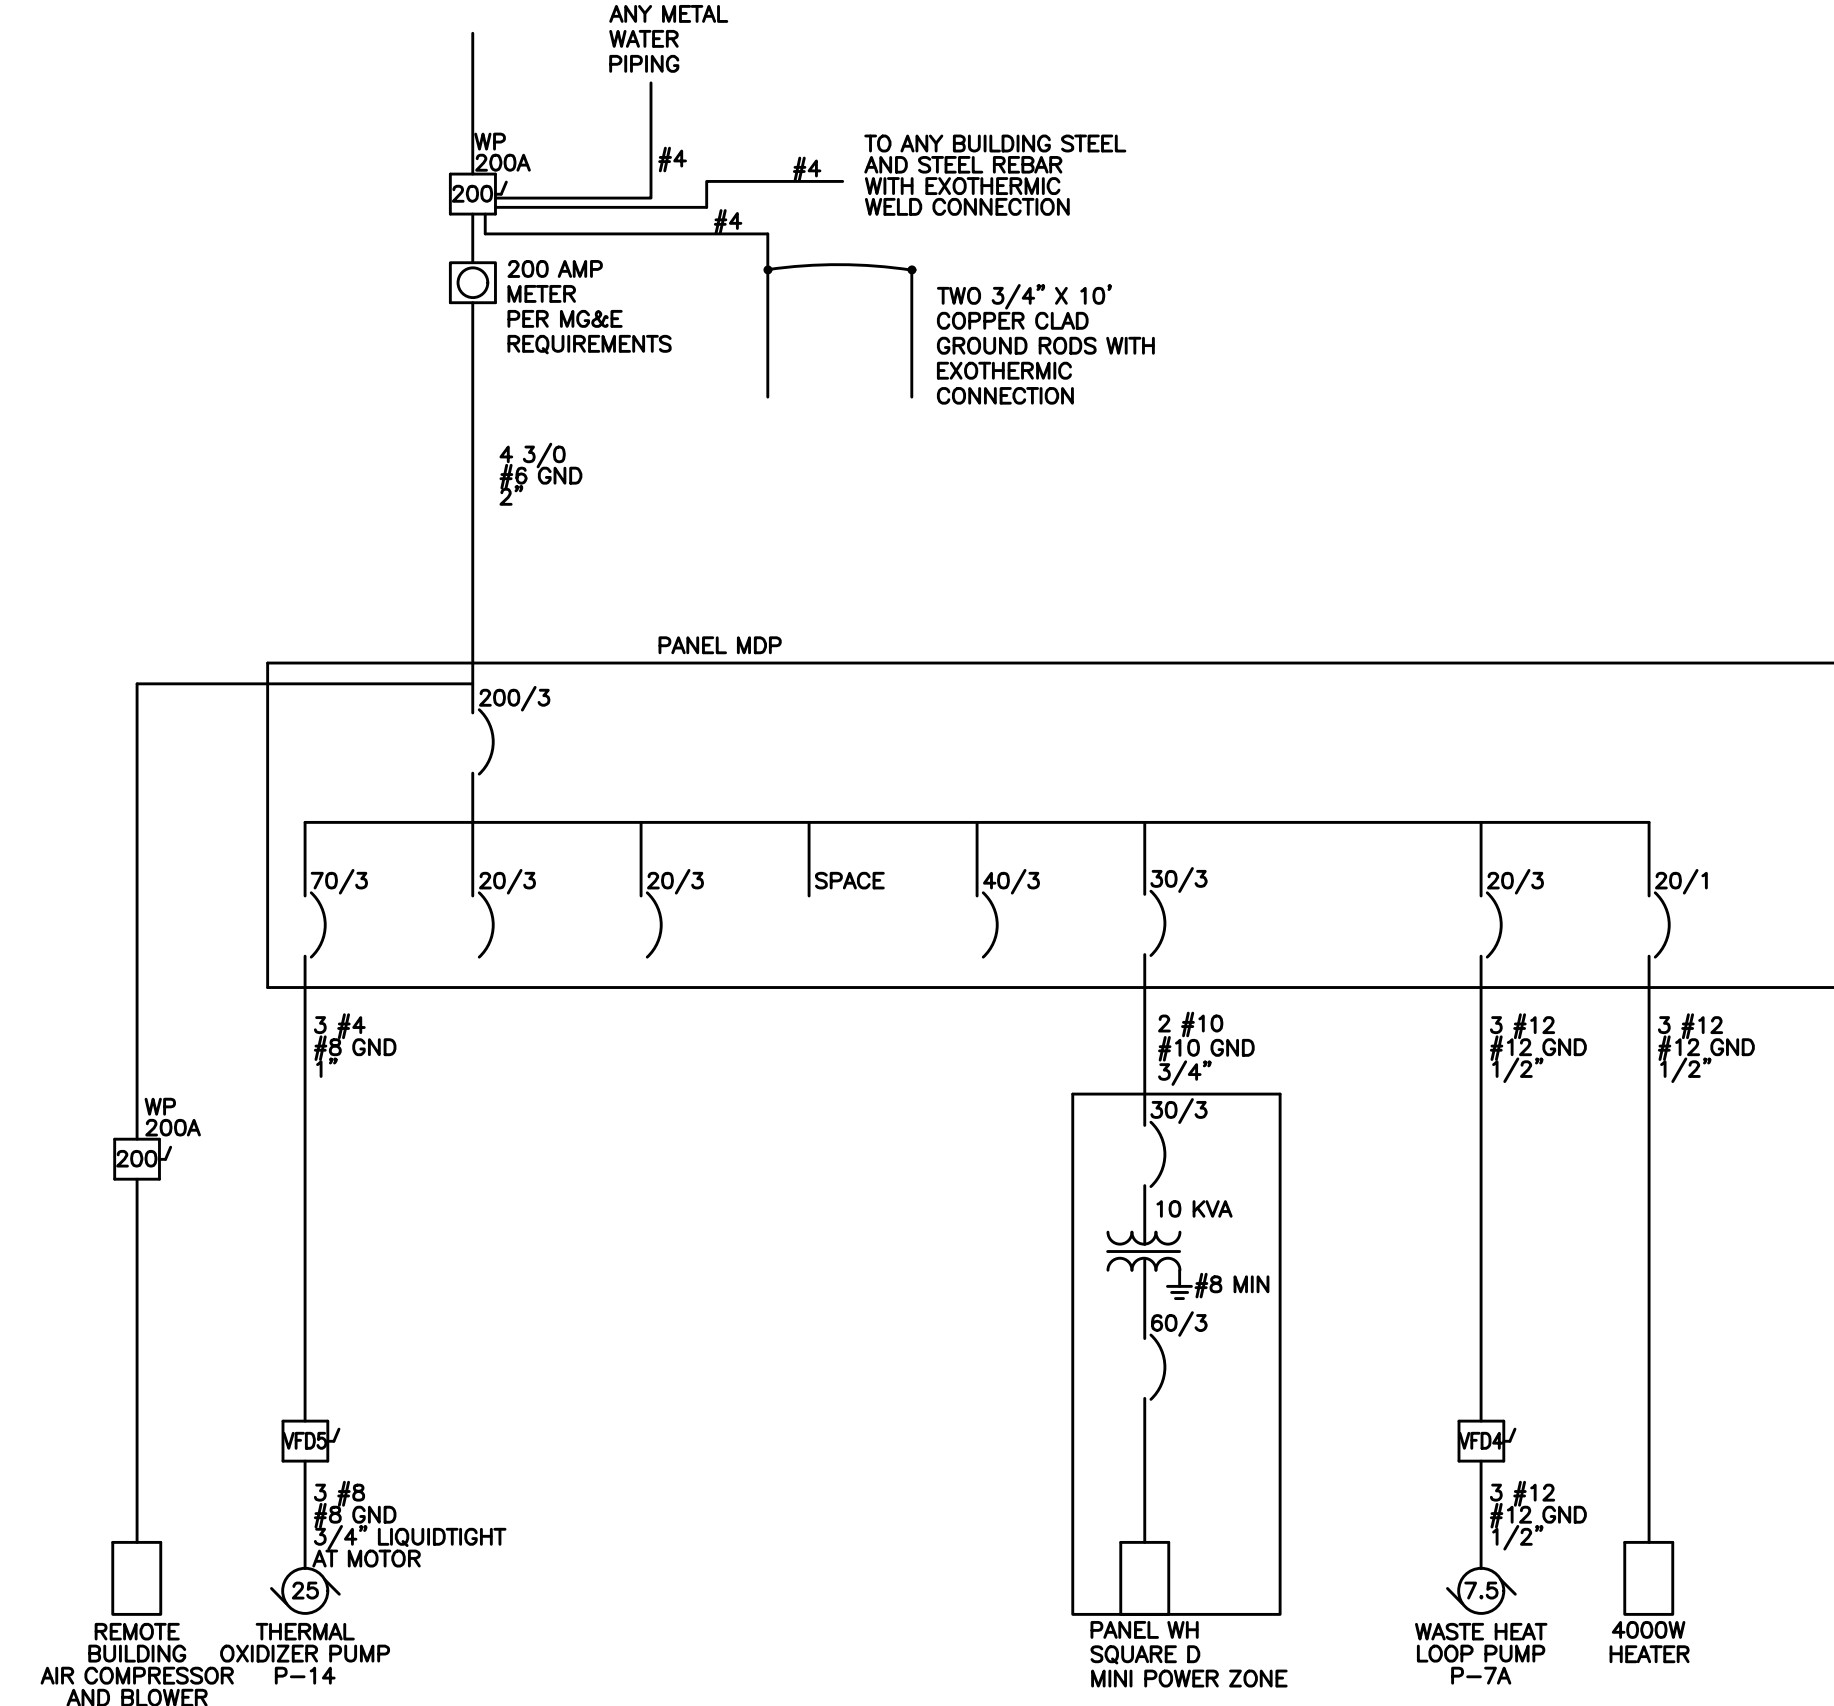 ANY METAL
WATER
PIPING
WP
200A
200
#4
#4
TO ANY BUILDING STEEL
AND STEEL REBAR
WITH EXOTHERMIC
WELD CONNECTION
#4
200 AMP
METER
PER MG&E
REQUIREMENTS
TWO 3/4" X 10'
COPPER CLAD
GROUND RODS WITH
EXOTHERMIC
CONNECTION
4 3/0
#6 GND
2"
PANEL MDP
200/3
70/3
20/3
20/3
SPACE
40/3
30/3
20/3
20/1
3 #4
#8 GND
1"
2 #10
#10 GND
3/4"
3 #12
#12 GND
1/2"
3 #12
#12 GND
1/2"
WP
200A
200
30/3
10 KVA
#8 MIN
60/3
VFD5
VFD4
3 #8
#8 GND
3/4" LIQUIDTIGHT
AT MOTOR
3 #12
#12 GND
1/2"
25
7.5
REMOTE
BUILDING
AIR COMPRESSOR
AND BLOWER
THERMAL
OXIDIZER PUMP
P-14
PANEL WH
SQUARE D
MINI POWER ZONE
WASTE HEAT
LOOP PUMP
P-7A
4000W
HEATER